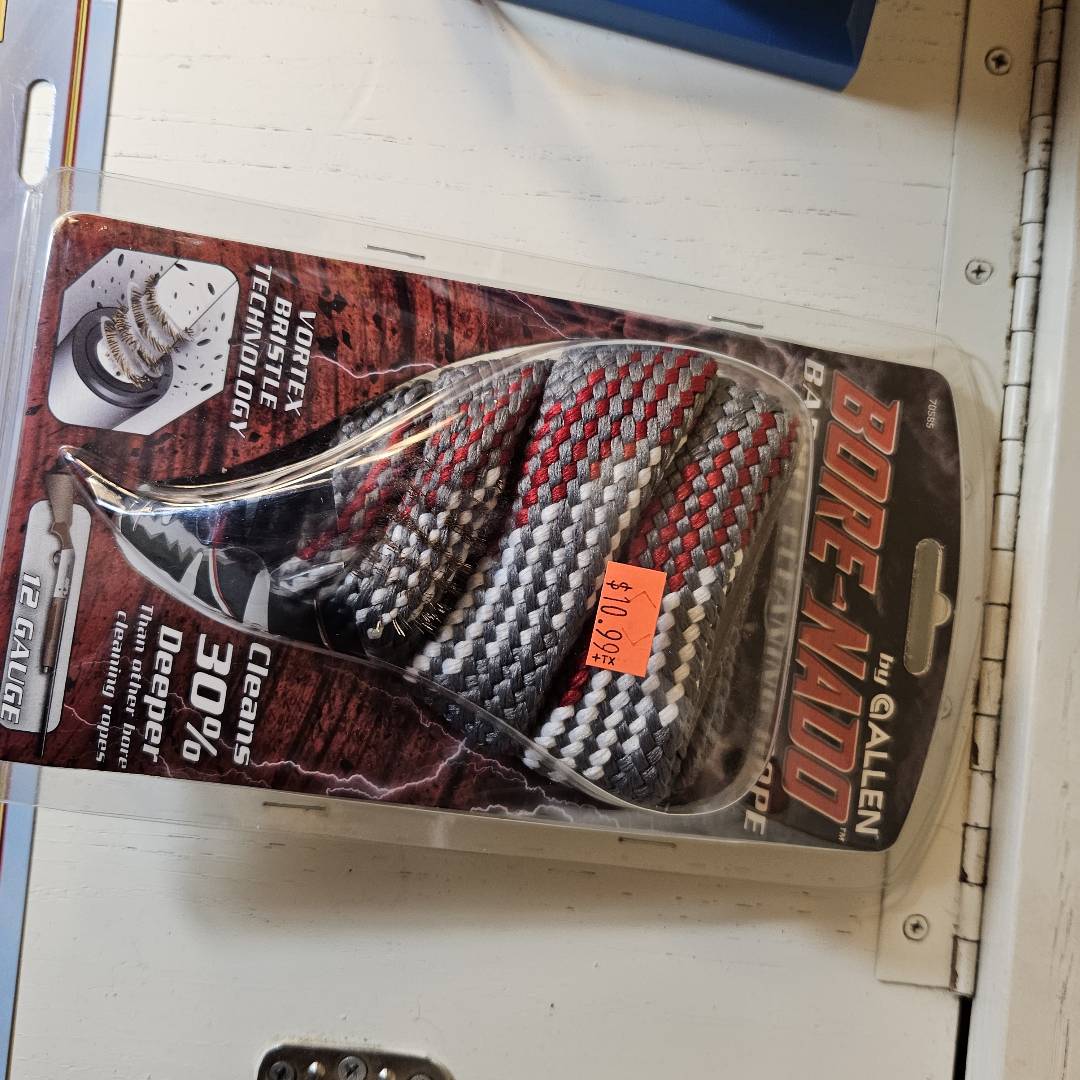 70585
BORE-NADO™
by ALLEN
$10.99
+TX
VORTEX
BRISTLE
TECHNOLOGY
Cleans
30%
Deeper
Than other bore
cleaning ropes
12 GAUGE